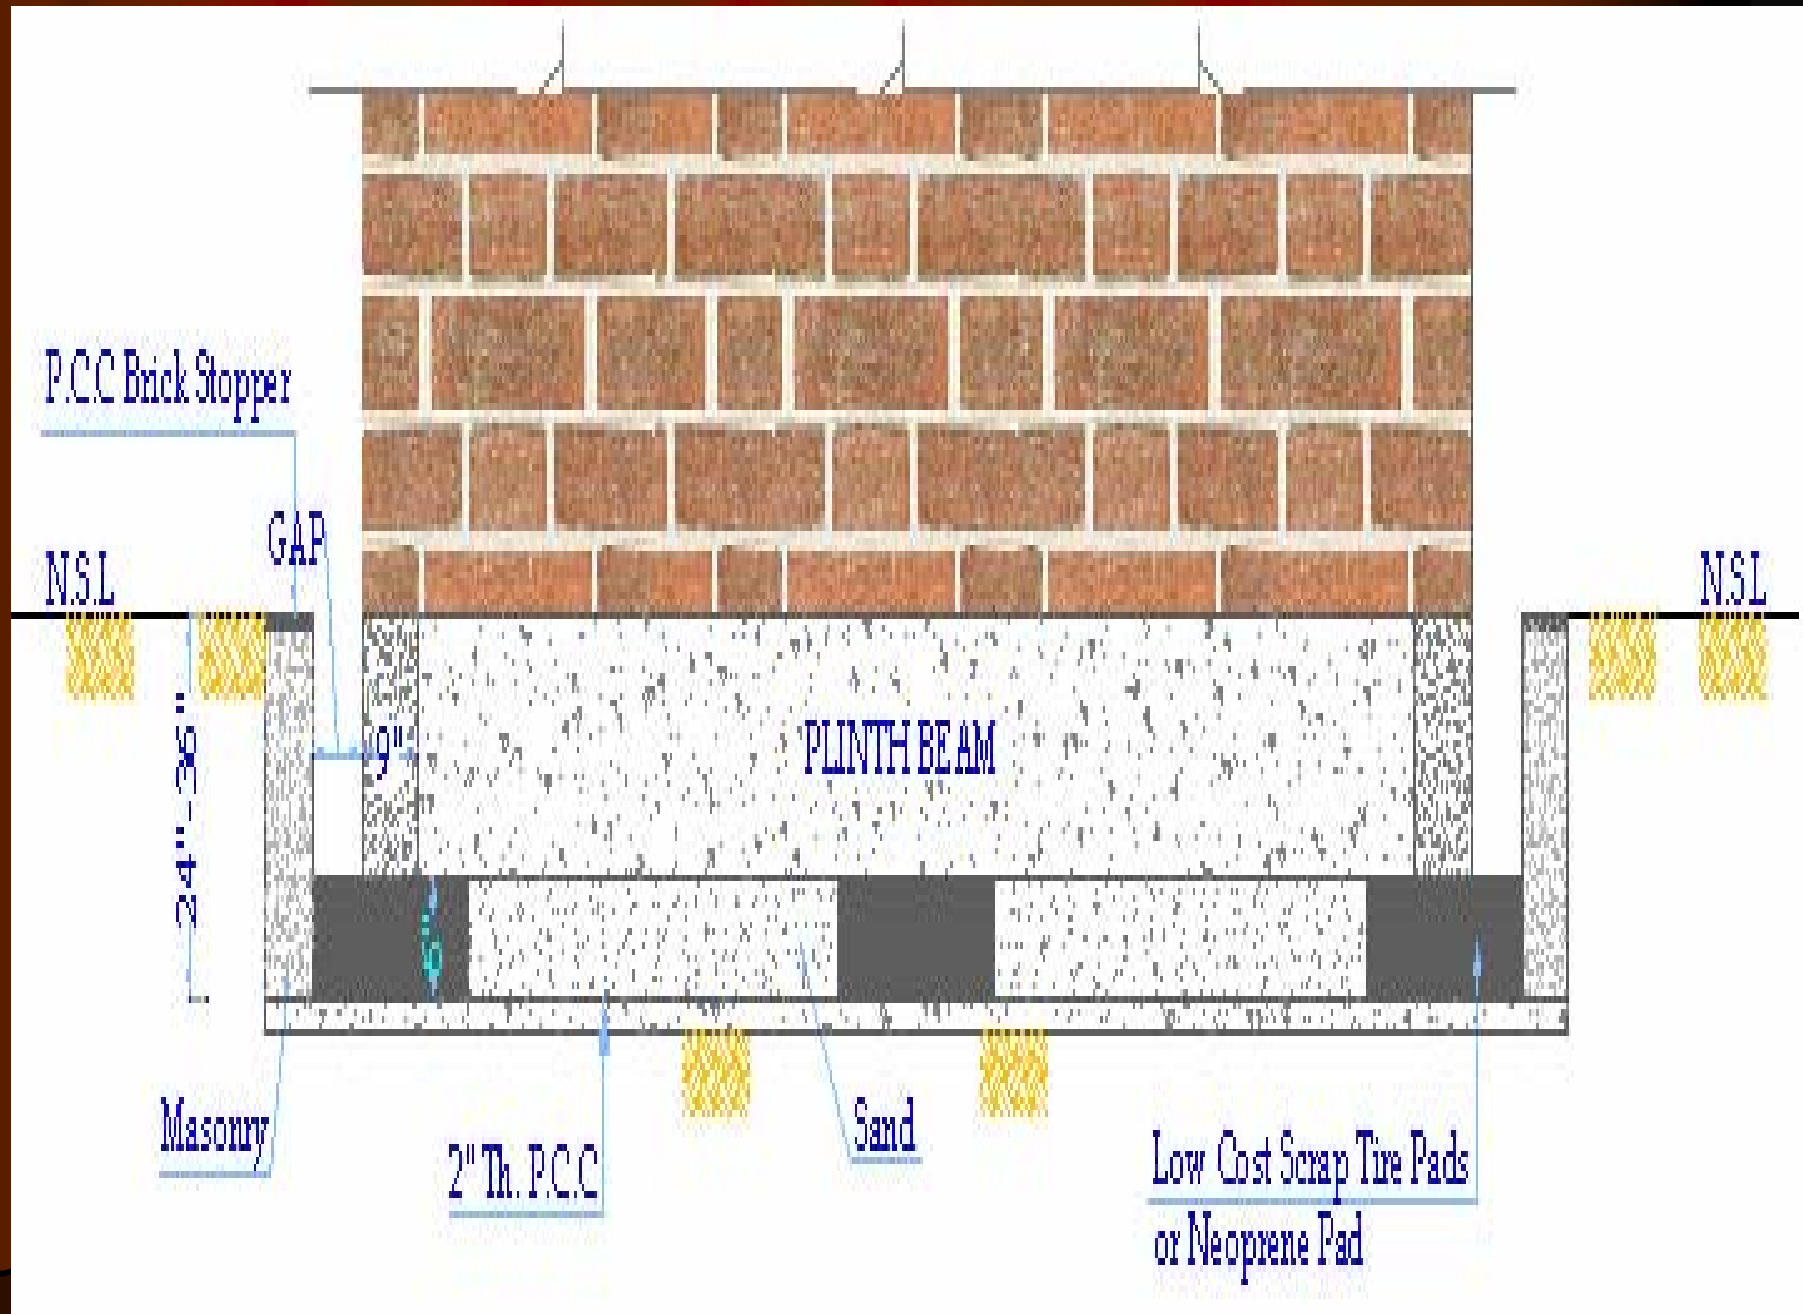 P.C.C Brick Stopper
GAP
N.S.L
N.S.L
24"-36"
9"
PLINTH BEAM
6"
Masonry
2" Th. P.C.C
Sand
Low Cost Scrap Tire Pads
or Neoprene Pad